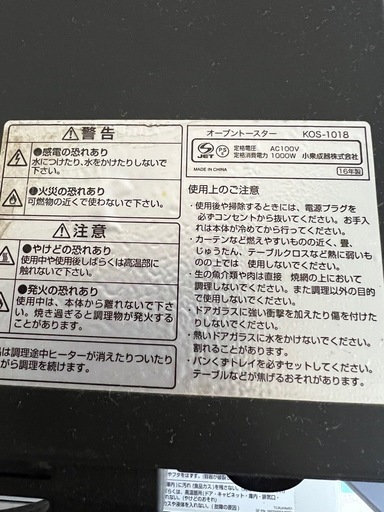 警告
●感電の恐れあり
水につけたり、水をかけたりしないで
下さい。
●火災の恐れあり
可燃物の近くで使わないで下さい。
注意
●やけどの恐れあり
使用中や使用後しばらくは高温部に
触れないで下さい。
●発火の恐れあり
使用中は、本体から離れないで下さ
い。焼き過ぎると調理物が発火する
ことがあります。
は調理途中ヒーターが消えたりついたり
がら調理を続けます。
オーブントースター KOS-1018
JET PS E 定格電圧 AC100V
定格消費電力 1000W 小泉成器株式会社
16年製
使用上のご注意
・使用後や掃除するときには、電源プラグを
必ずコンセントから抜いてください。お手入
れは本体が冷めてから行ってください。
・カーテンなど燃えやすいものの近く、畳、
じゅうたん、テーブルクロスなど熱に弱いも
のの上では使用しないでください。
・生の魚介類や肉は直接 焼網の上において
調理しないでください。また調理以外の目的
で使用しないでください。
・ドアガラスに強い衝撃を加えたり傷を付けた
りしないでください。
・熱いドアガラスに水をかけないでください。
割れることがあります。
・パンくずトレイを必ずセットしてください。
テーブルなどが焦げるおそれがあります。